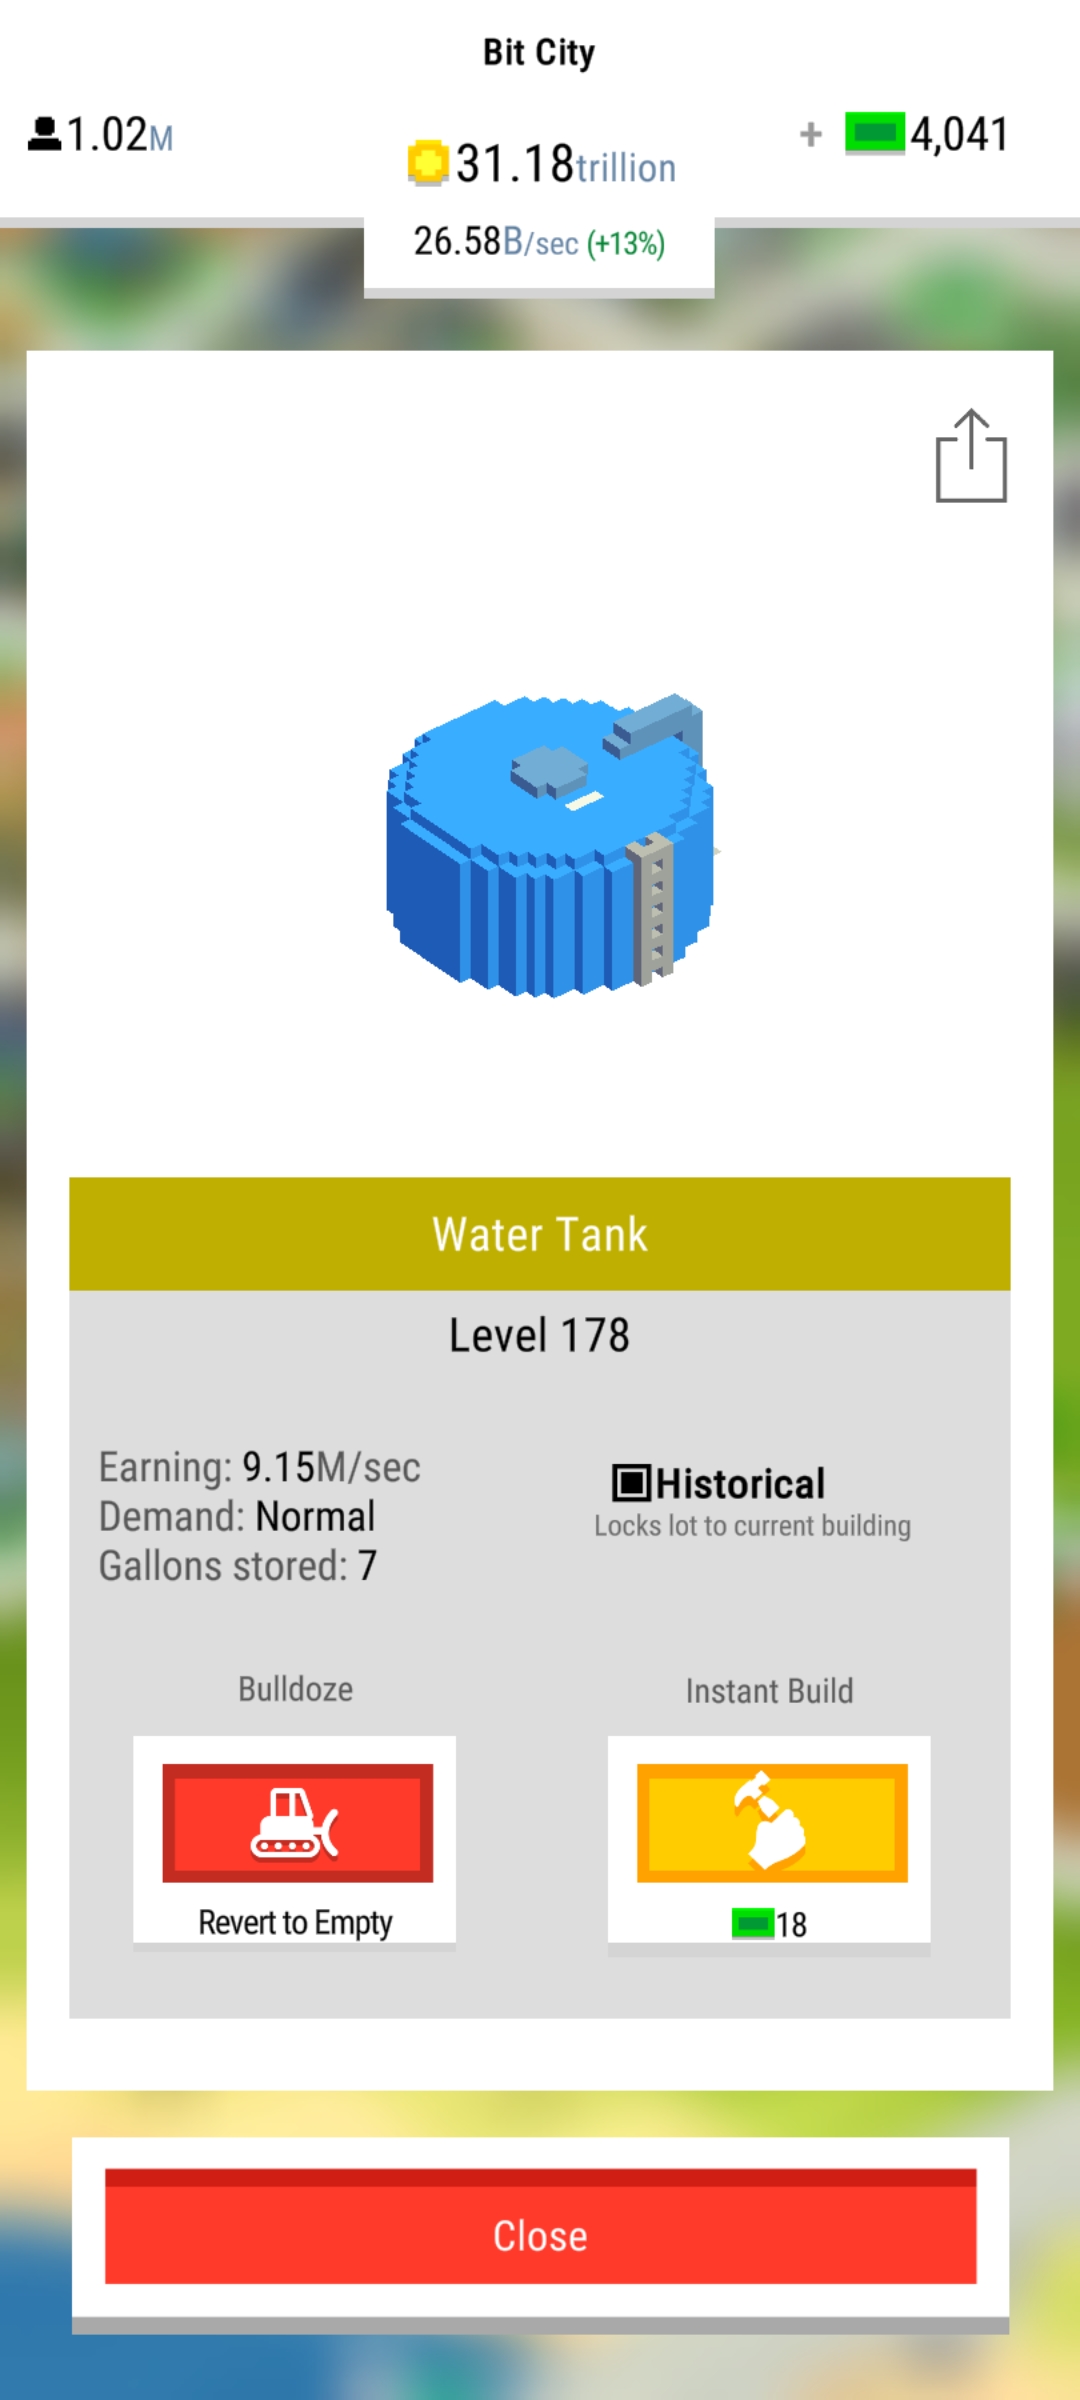 Bit City
1.02M
31.18trillion
+ 4,041
26.58B/sec (+13%)
Water Tank
Level 178
Earning: 9.15M/sec
Demand: Normal
Gallons stored: 7
Historical
Locks lot to current building
Bulldoze
Instant Build
Revert to Empty
18
Close